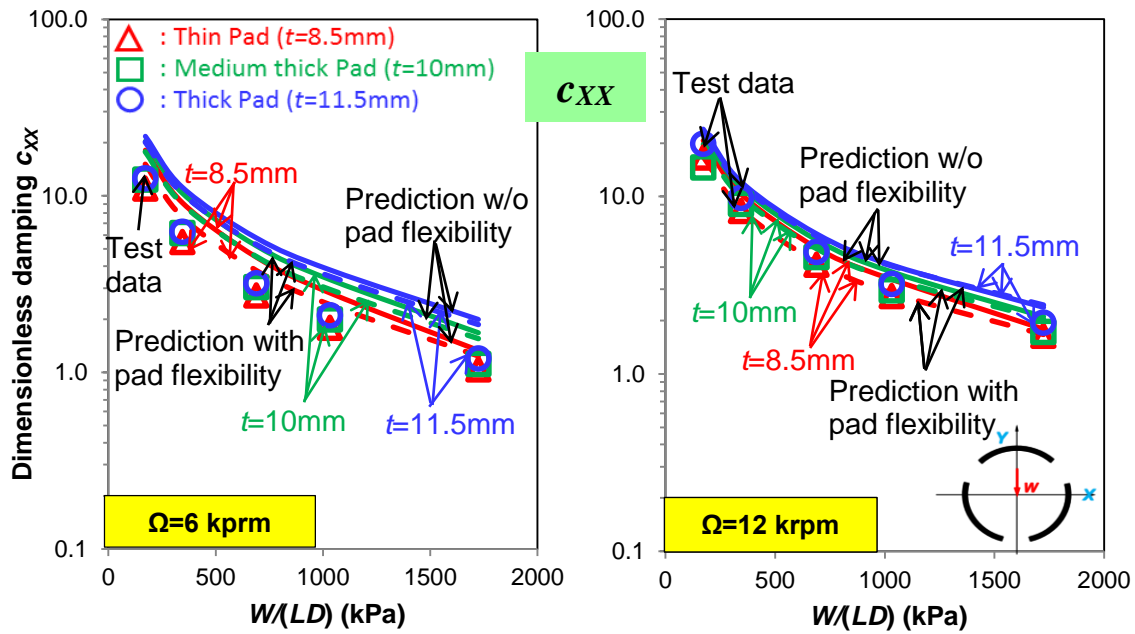 Dimensionless damping cXX
100.0
10.0
1.0
0.1
: Thin Pad (t=8.5mm)
: Medium thick Pad (t=10mm)
: Thick Pad (t=11.5mm)
t=8.5mm
Prediction w/o
pad flexibility
Test
data
Prediction with
pad flexibility
t=10mm
t=11.5mm
Ω=6 kprm
0
500
1000
1500
2000
W/(LD) (kPa)
cXX
100.0
10.0
1.0
0.1
Test data
Prediction w/o
pad flexibility
t=11.5mm
t=10mm
t=8.5mm
Prediction with
pad flexibility
Y
W
X
Ω=12 krpm
0
500
1000
1500
2000
W/(LD) (kPa)